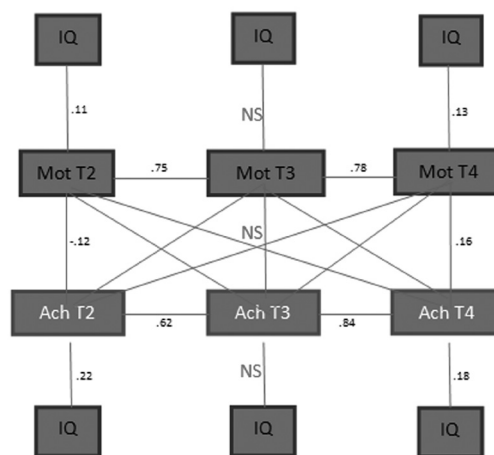 IQ IQ IQ
.11 NS .13
Mot T2 .75 Mot T3 .78 Mot T4
-.12 NS .16
Ach T2 .62 Ach T3 .84 Ach T4
.22 NS .18
IQ IQ IQ